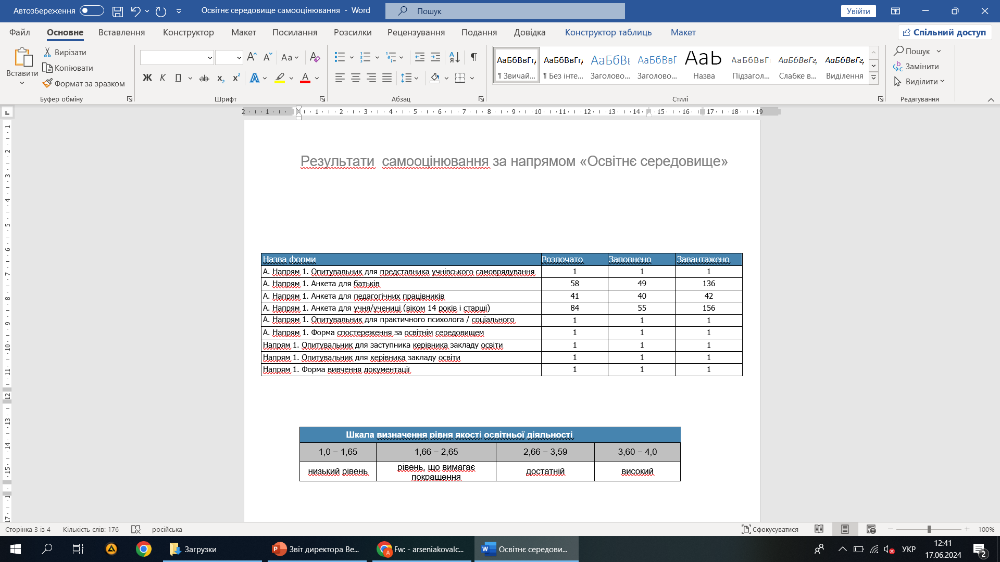 Автозбереження
Освітнє середовище самооцінювання - Word
Пошук
Увійти
Файл Основне Вставлення Конструктор Макет Посилання Розсилки Рецензування Подання Довідка Конструктор таблиць Макет
Спільний доступ
Вставити
Вирізати
Копіювати
Формат за зразком
Буфер обміну
Шрифт
Абзац
АаБбВвГг, АаБбВвГг, АаБбВв АаБбВвГ АаБ АаБбВвГг АаБбВвГг, АаБбВвГг,
¶ Звичай... ¶ Без інте... Заголово... Заголово... Назва Підзагол... Слабке в... Виділення
Стилі
Пошук
Замінити
Виділити
Редагування
Результати самооцінювання за напрямом «Освітнє середовище»
Назва форми Розпочато Заповнено Завантажено
А. Напрям 1. Опитувальник для представника учнівського самоврядування 1 1 1
А. Напрям 1. Анкета для батьків 58 49 136
А. Напрям 1. Анкета для педагогічних працівників 41 40 42
А. Напрям 1. Анкета для учня/учениці (віком 14 років і старші) 84 55 156
А. Напрям 1. Опитувальник для практичного психолога / соціального 1 1 1
А. Напрям 1. Форма спостереження за освітнім середовищем 1 1 1
Напрям 1. Опитувальник для заступника керівника закладу освіти 1 1 1
Напрям 1. Опитувальник для керівника закладу освіти 1 1 1
Напрям 1. Форма вивчення документації 1 1 1
Шкала визначення рівня якості освітньої діяльності
1,0 – 1,65 1,66 – 2,65 2,66 – 3,59 3,60 – 4,0
низький рівень рівень, що вимагає покращення достатній високий
Сторінка 3 із 4 Кількість слів: 176 російська
Сфокусуватися
100%
Загрузки
Звіт директора Ве...
Fw: - arseniakovalc...
Освітнє середови...
УКР
12:41
17.06.2024
2